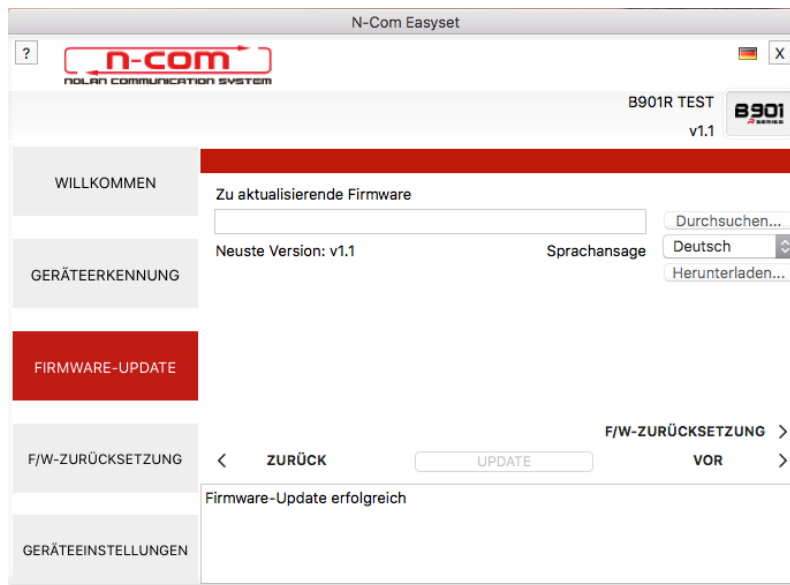 N-Com Easyset
?
n-com
NOLAN COMMUNICATION SYSTEM
X
B901R TEST
v1.1
B901
R SERIES
WILLKOMMEN
Zu aktualisierende Firmware
Durchsuchen...
Neuste Version: v1.1
Sprachansage
Deutsch
Herunterladen...
GERÄTEERKENNUNG
FIRMWARE-UPDATE
F/W-ZURÜCKSETZUNG >
F/W-ZURÜCKSETZUNG
< ZURÜCK
UPDATE
VOR >
Firmware-Update erfolgreich
GERÄTEEINSTELLUNGEN